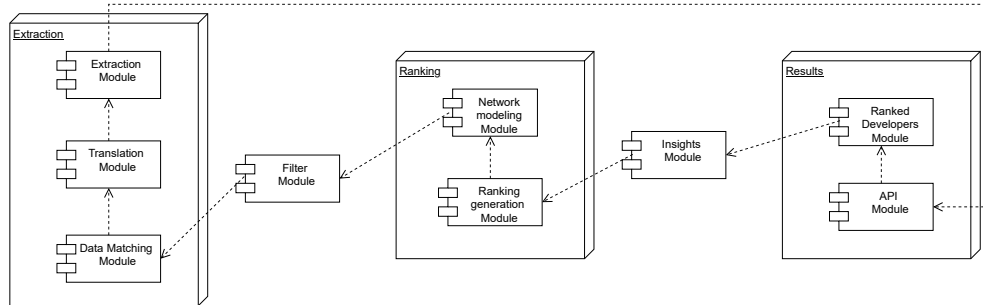 Extraction
Extraction
Module
Translation
Module
Data Matching
Module
Filter
Module
Ranking
Network
modeling
Module
Ranking
generation
Module
Insights
Module
Results
Ranked
Developers
Module
API
Module